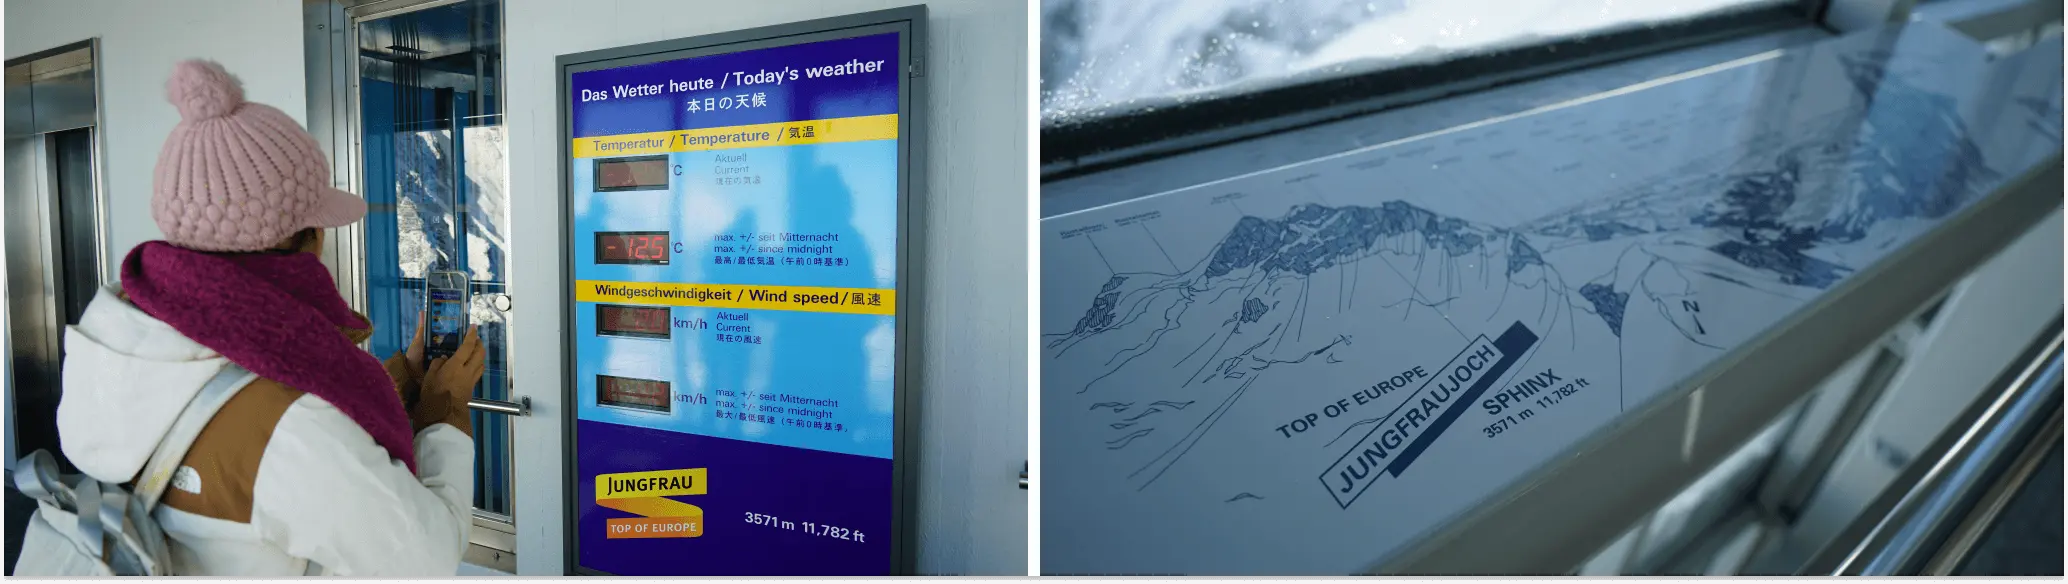 Das Wetter heute / Today's weather
本日の天候
Temperatur / Temperature / 気温
°C
Aktuell
Current
現在の気温
-12.5
°C
max. +/- seit Mitternacht
max. +/- since midnight
最高/最低気温（午前0時基準）
Windgeschwindigkeit / Wind speed / 風速
km/h
Aktuell
Current
現在の風速
km/h
max. +/- seit Mitternacht
max. +/- since midnight
最大/最低風速（午前0時基準）
JUNGFRAU
TOP OF EUROPE
3571 m 11,782 ft
N
TOP OF EUROPE
JUNGFRAUJOCH
SPHINX
3571 m 11,782 ft